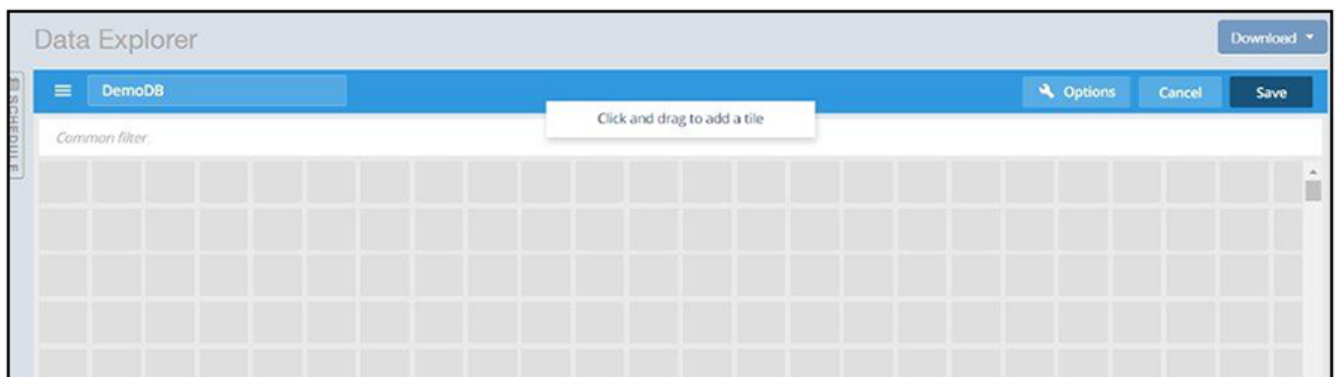 Data Explorer
Download
SCHEDULE
DemoDB
Options
Cancel
Save
Click and drag to add a tile
Common filter